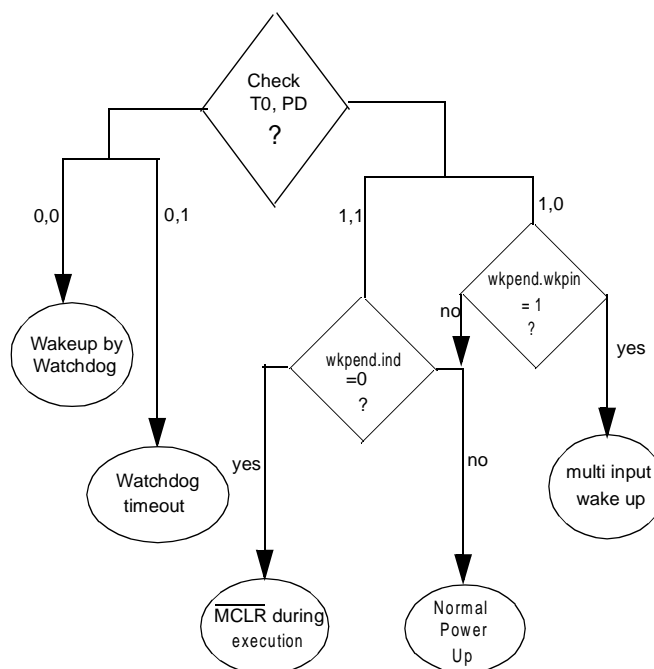 Check
T0, PD
?
0,0
0,1
1,1
1,0
wkpend.wkpin
= 1
?
no
yes
Wakeup by
Watchdog
wkpend.ind
=0
?
yes
no
Watchdog
timeout
multi input
wake up
MCLR during
execution
Normal
Power
Up